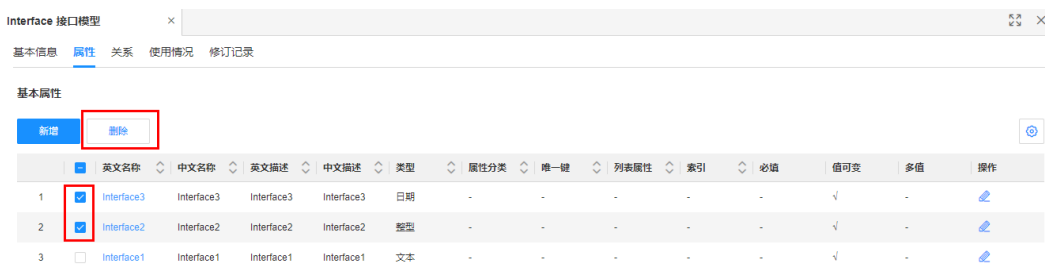 Interface 接口模型 ×
基本信息 属性 关系 使用情况 修订记录
基本属性
新增 删除
英文名称 中文名称 英文描述 中文描述 类型 属性分类 唯一键 列表属性 索引 必填 值可变 多值 操作
1 Interface3 Interface3 Interface3 Interface3 日期 - - - - - √ -
2 Interface2 Interface2 Interface2 Interface2 整型 - - - - - √ -
3 Interface1 Interface1 Interface1 Interface1 文本 - - - - - √ -